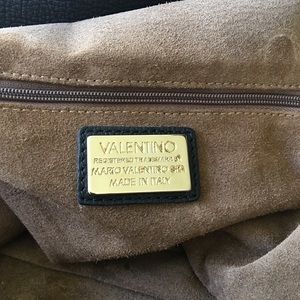 VALENTINO
REGISTERED TRADEMARK
MARIO VALENTINO SPA
MADE IN ITALY